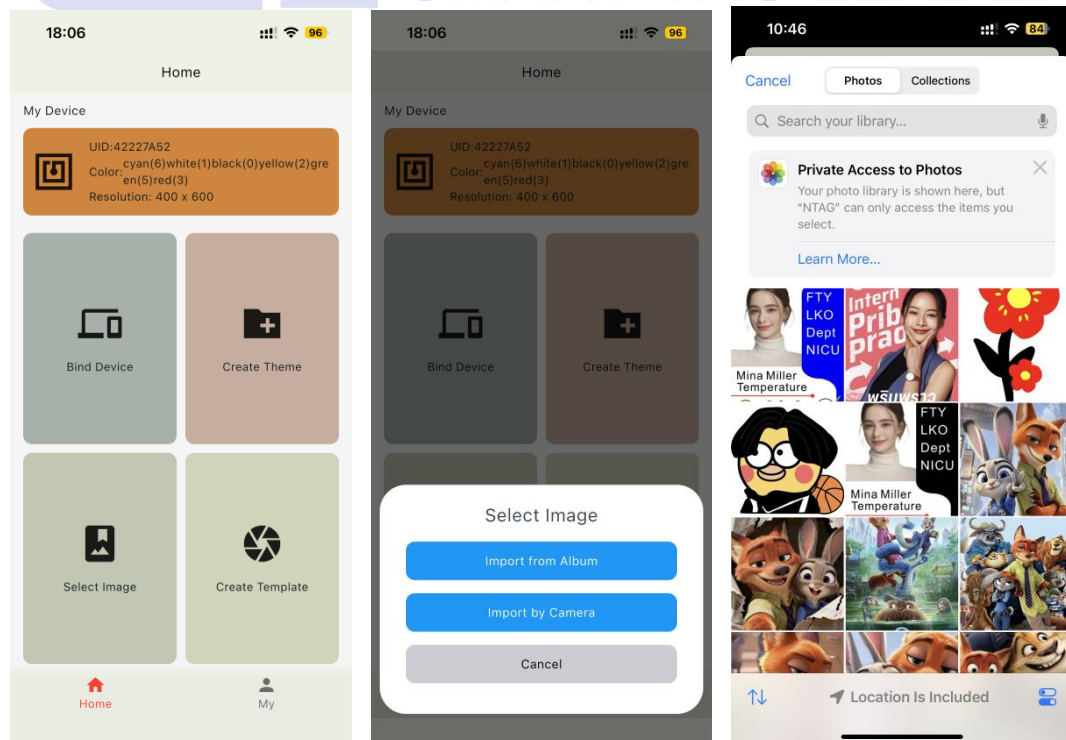 18:06
96
Home
My Device
UID:42227A52
Color: cyan(6)white(1)black(0)yellow(2)gre
en(5)red(3)
Resolution: 400 x 600
Bind Device
Create Theme
Select Image
Create Template
Home
My
18:06
96
Home
My Device
UID:42227A52
Color: cyan(6)white(1)black(0)yellow(2)gre
en(5)red(3)
Resolution: 400 x 600
Bind Device
Create Theme
Select Image
Import from Album
Import by Camera
Cancel
10:46
84
Cancel
Photos
Collections
Search your library...
Private Access to Photos
Your photo library is shown here, but
"NTAG" can only access the items you
select.
Learn More...
FTY
LKO
Dept
NICU
Mina Miller
Temperature
Intern
Prib
Prac
FTY
LKO
Dept
NICU
Mina Miller
Temperature
Location Is Included